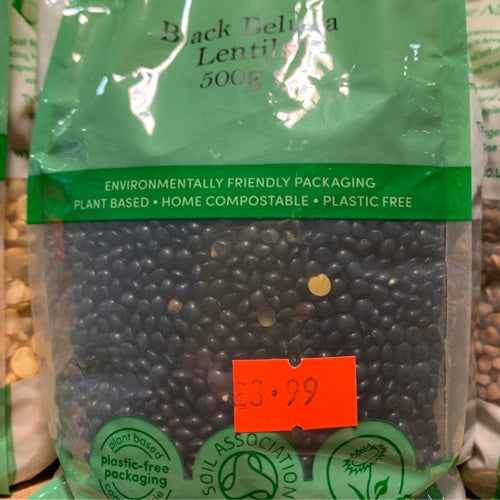 Black Beluga
Lentils
500g
ENVIRONMENTALLY FRIENDLY PACKAGING
PLANT BASED • HOME COMPOSTABLE • PLASTIC FREE
£3.99
Plant based
plastic-free
packaging
SOIL ASSOCIATION